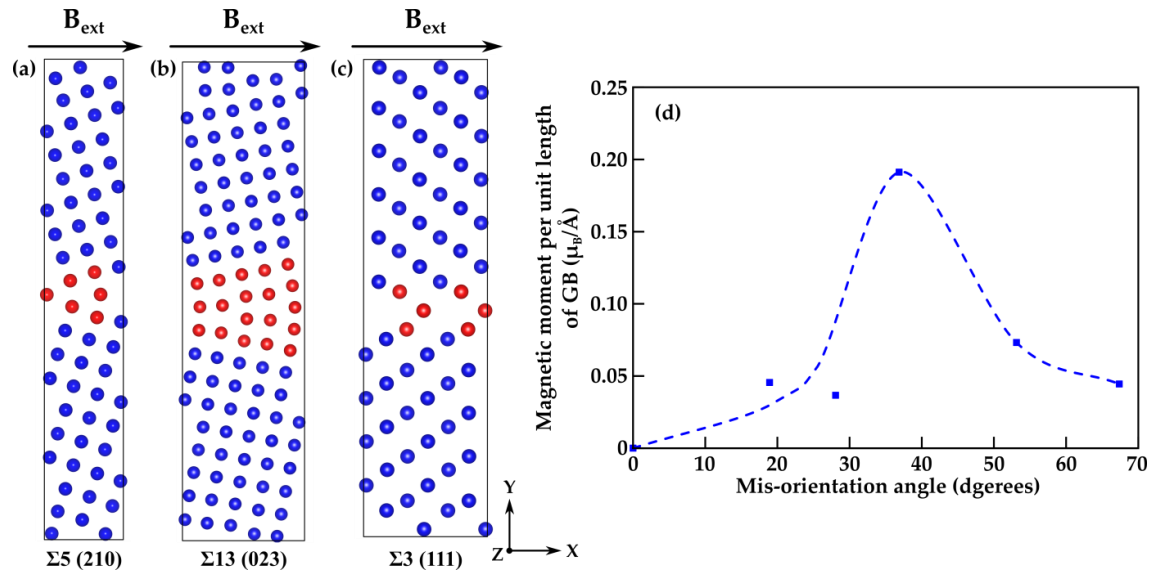 B_ext B_ext B_ext
(a) (b) (c)
Σ5 (210) Σ13 (023) Σ3 (111)
Y
Z X
(d)
Magnetic moment per unit length
of GB (μ_B/Å)
0.25
0.20
0.15
0.10
0.05
0
0 10 20 30 40 50 60 70
Mis-orientation angle (dgerees)